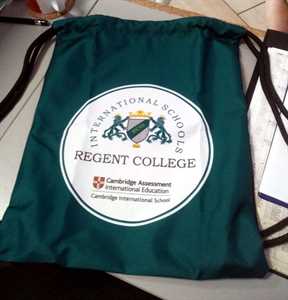 INTERNATIONAL SCHOOLS
REGENT COLLEGE
Cambridge Assessment
International Education
Cambridge International School